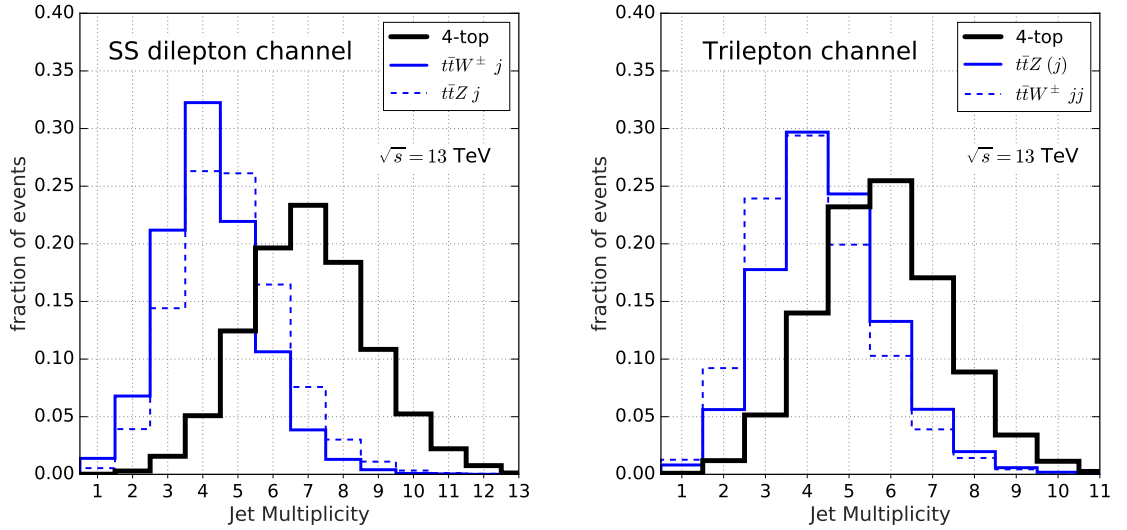 SS dilepton channel
4-top
tt̄W± j
tt̄Z j
√s = 13 TeV
fraction of events
0.40
0.35
0.30
0.25
0.20
0.15
0.10
0.05
0.00
1 2 3 4 5 6 7 8 9 10 11 12 13
Jet Multiplicity
Trilepton channel
4-top
tt̄Z (j)
tt̄W± jj
√s = 13 TeV
fraction of events
0.40
0.35
0.30
0.25
0.20
0.15
0.10
0.05
0.00
1 2 3 4 5 6 7 8 9 10 11
Jet Multiplicity